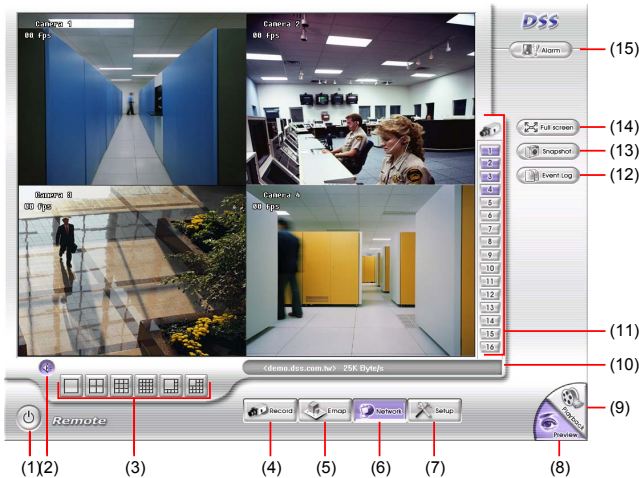 DSS
Camera 1
00 fps
Camera 2
00 fps
Alarm
(15)
Full screen
(14)
Snapshot
(13)
Event Log
(12)
1
2
3
4
5
6
7
8
9
10
11
12
13
14
15
16
Camera 3
00 fps
Camera 4
00 fps
(11)
<demo.dss.com.tw> 25K Byte/s
(10)
Remote
Record
Emap
Network
Setup
Playback
(9)
Preview
(1)(2)
(3)
(4)
(5)
(6)
(7)
(8)